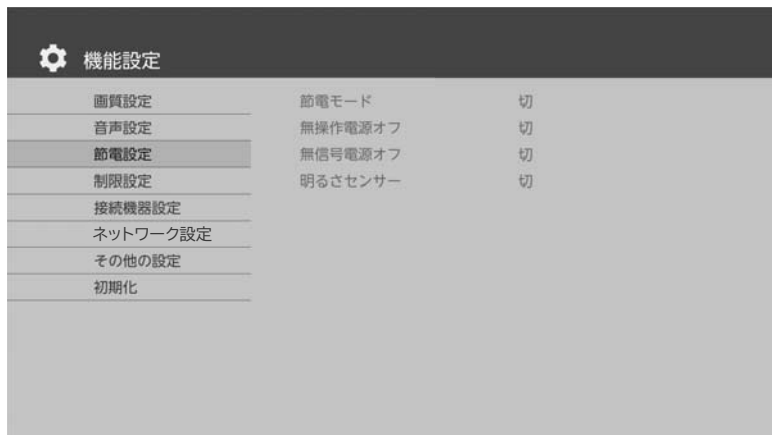 機能設定
画質設定
音声設定
節電設定
制限設定
接続機器設定
ネットワーク設定
その他の設定
初期化
節電モード 切
無操作電源オフ 切
無信号電源オフ 切
明るさセンサー 切